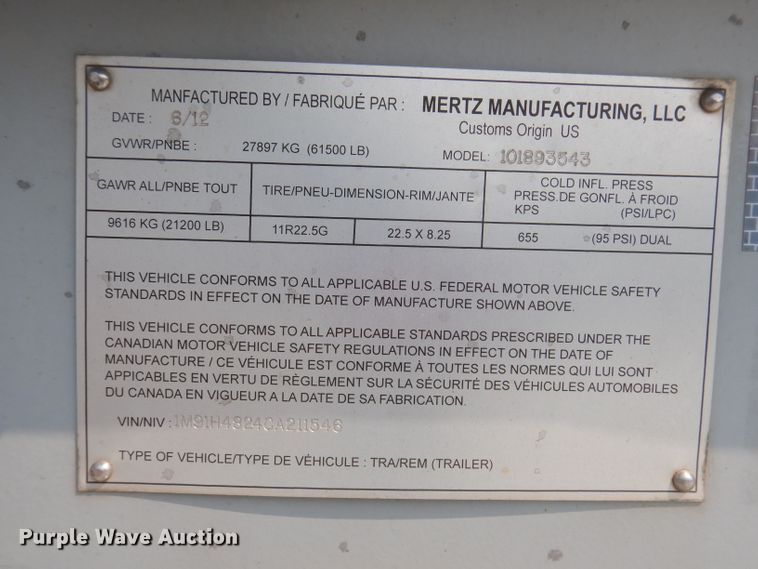 MANFACTURED BY / FABRIQUÉ PAR : MERTZ MANUFACTURING, LLC
DATE : 6/12 Customs Origin US
GVWR/PNBE : 27897 KG (61500 LB) MODEL: 101893543
GAWR ALL/PNBE TOUT TIRE/PNEU-DIMENSION-RIM/JANTE COLD INFL. PRESS
PRESS.DE GONFL. À FROID
KPS (PSI/LPC)
9616 KG (21200 LB) 11R22.5G 22.5 X 8.25 655 (95 PSI) DUAL
THIS VEHICLE CONFORMS TO ALL APPLICABLE U.S. FEDERAL MOTOR VEHICLE SAFETY
STANDARDS IN EFFECT ON THE DATE OF MANUFACTURE SHOWN ABOVE.
THIS VEHICLE CONFORMS TO ALL APPLICABLE STANDARDS PRESCRIBED UNDER THE
CANADIAN MOTOR VEHICLE SAFETY REGULATIONS IN EFFECT ON THE DATE OF
MANUFACTURE / CE VÉHICULE EST CONFORME À TOUTES LES NORMES QUI LUI SONT
APPLICABLES EN VERTU DE RÈGLEMENT SUR LA SÉCURITÉ DES VÉHICULES AUTOMOBILES
DU CANADA EN VIGUEUR A LA DATE DE SA FABRICATION.
VIN/NIV : 1M91H4324CA211546
TYPE OF VEHICLE/TYPE DE VÉHICULE : TRA/REM (TRAILER)
Purple Wave Auction